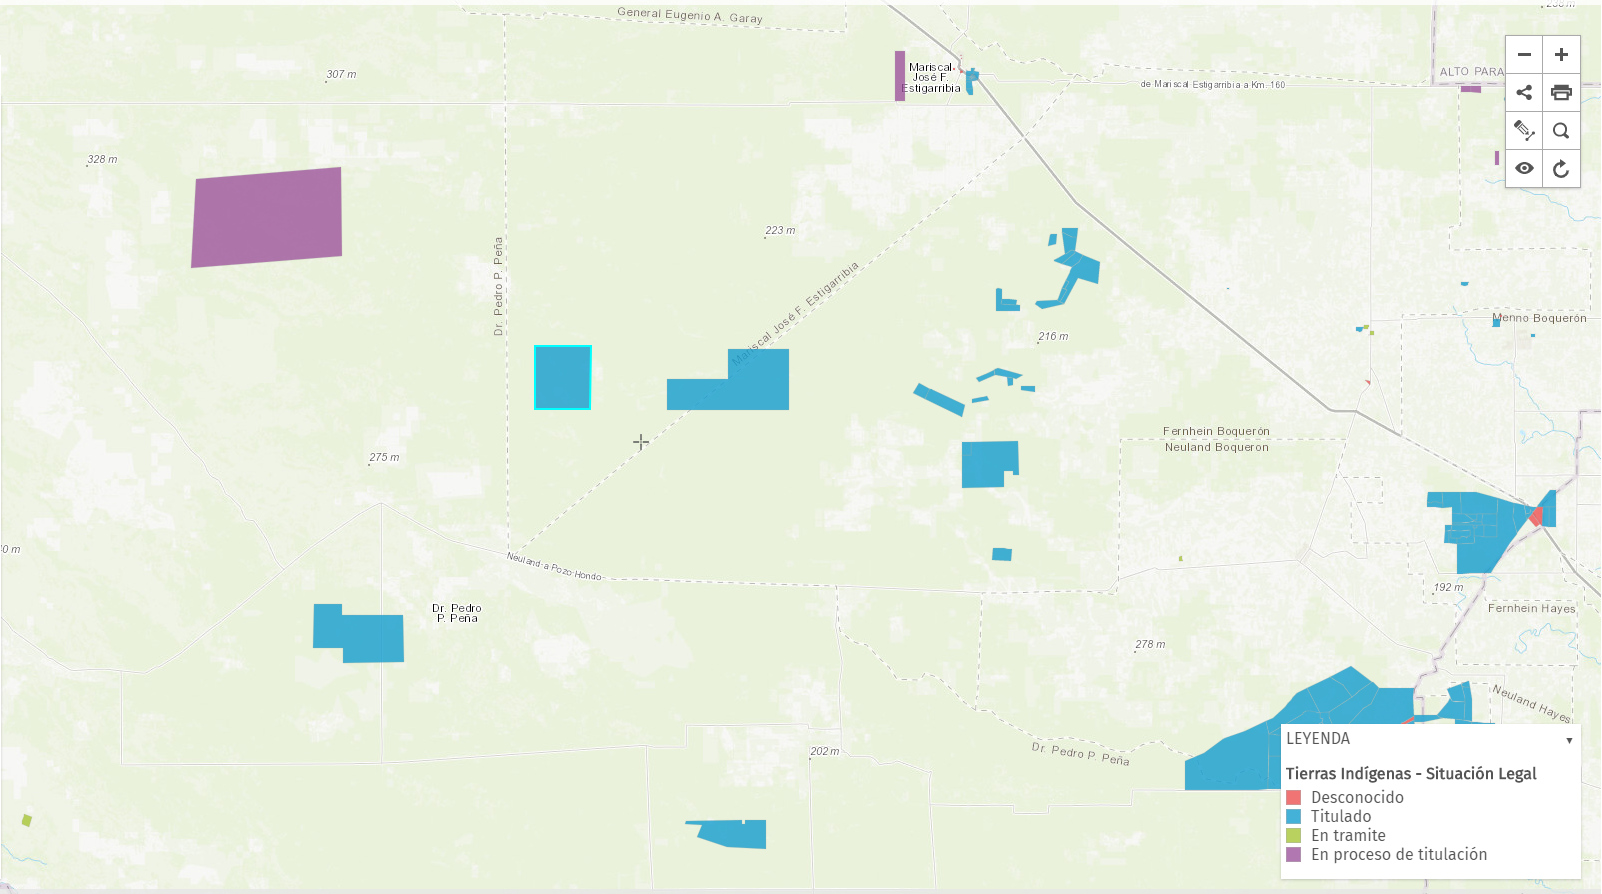 General Eugenio A. Garay
307 m
Mariscal
José F.
Estigarribia
de Mariscal Estigarribia a Km. 160
ALTO PARA
328 m
223 m
Dr. Pedro P. Peña
Mariscal José F. Estigarribia
216 m
Menno Boquerón
Fernhein Boquerón
Neuland Boqueron
275 m
0 m
Neuland a Pozo Hondo
192 m
Dr. Pedro
P. Peña
Fernhein Hayes
278 m
Neuland Hayes
Dr. Pedro P. Peña
202 m
LEYENDA
Tierras Indígenas - Situación Legal
Desconocido
Titulado
En tramite
En proceso de titulación